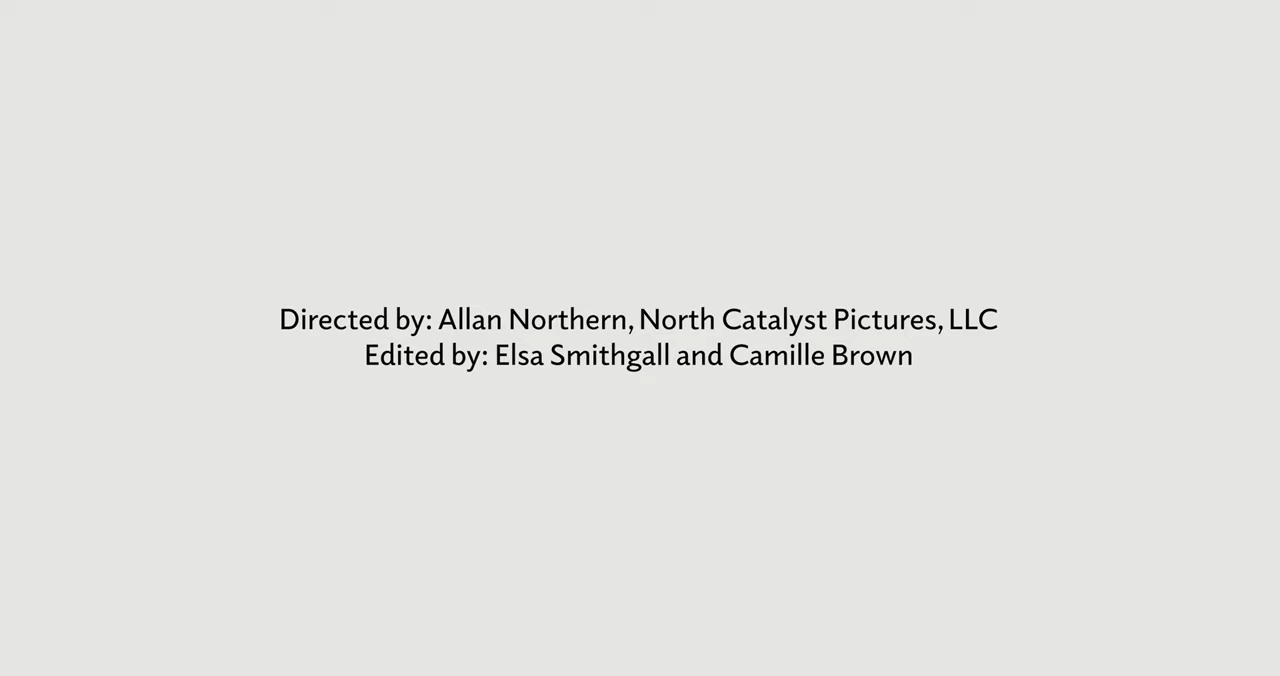 Directed by: Allan Northern, North Catalyst Pictures, LLC
Edited by: Elsa Smithgall and Camille Brown